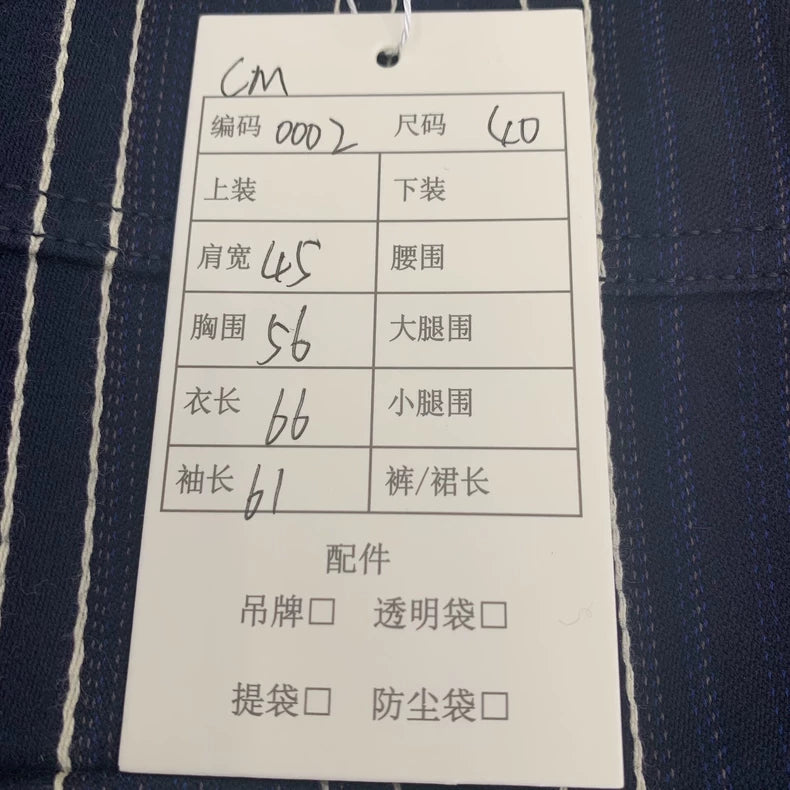 CM
编码 0002 尺码 40
上装 下装
肩宽 45 腰围
胸围 56 大腿围
衣长 66 小腿围
袖长 61 裤/裙长
配件
吊牌□ 透明袋□
提袋□ 防尘袋□